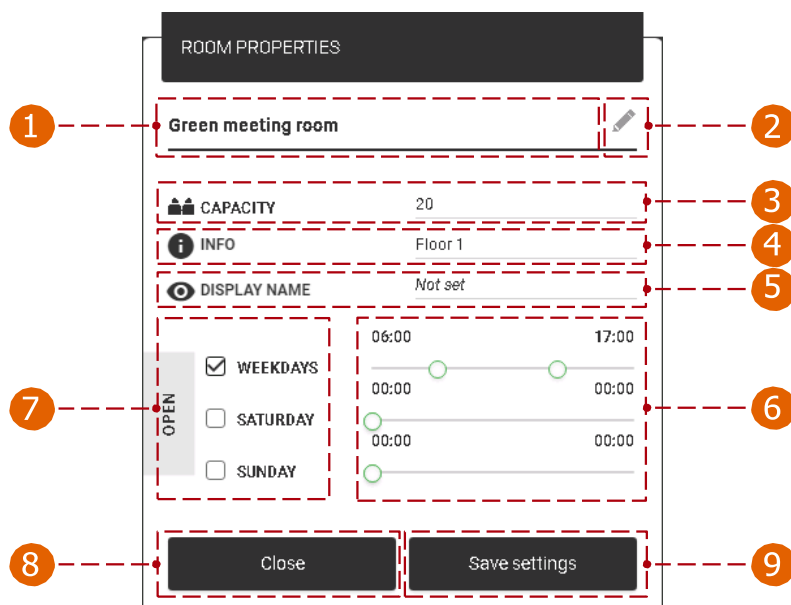 ROOM PROPERTIES
1 Green meeting room 2
CAPACITY 20 3
INFO Floor 1 4
DISPLAY NAME Not set 5
06:00 17:00
WEEKDAYS
00:00 00:00
7 OPEN SATURDAY 6
00:00 00:00
SUNDAY
8 Close Save settings 9